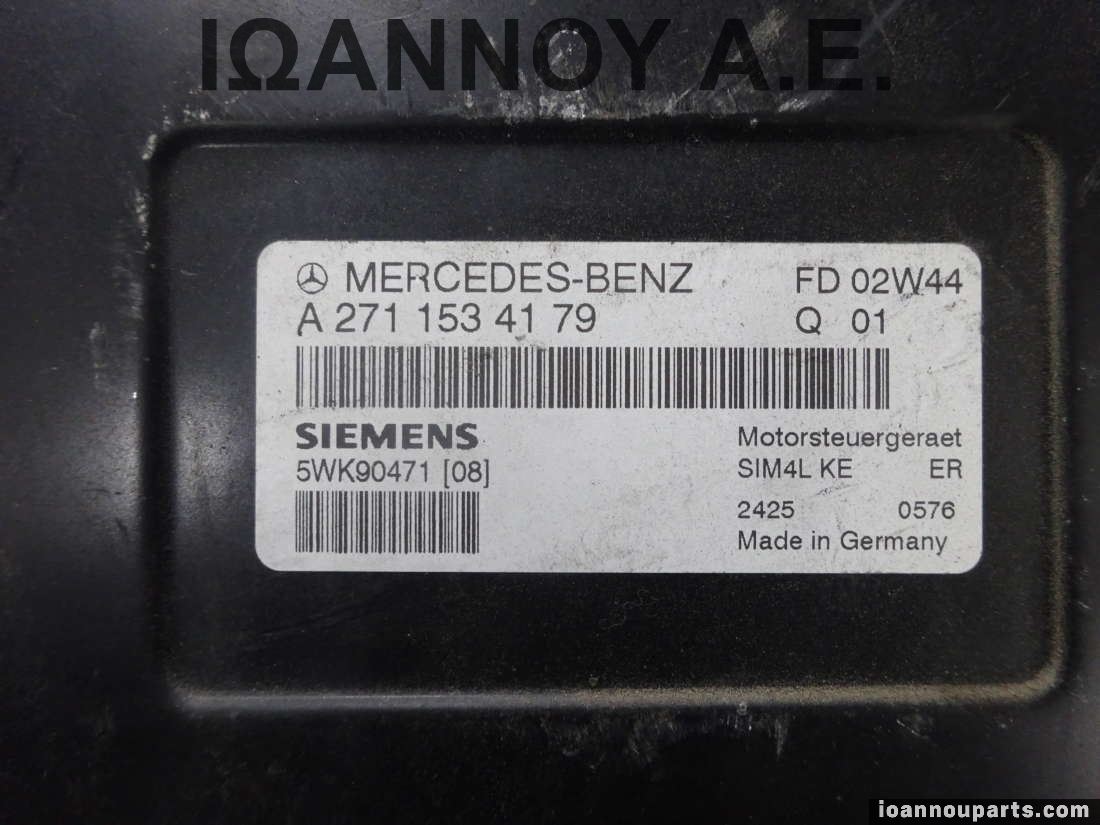 ΙΩΑΝΝΟΥ Α.Ε.
MERCEDES-BENZ FD 02W44
A 271 153 41 79 Q 01
SIEMENS Motorsteuergeraet
5WK90471 [08] SIM4L KE ER
2425 0576
Made in Germany
ioannouparts.com